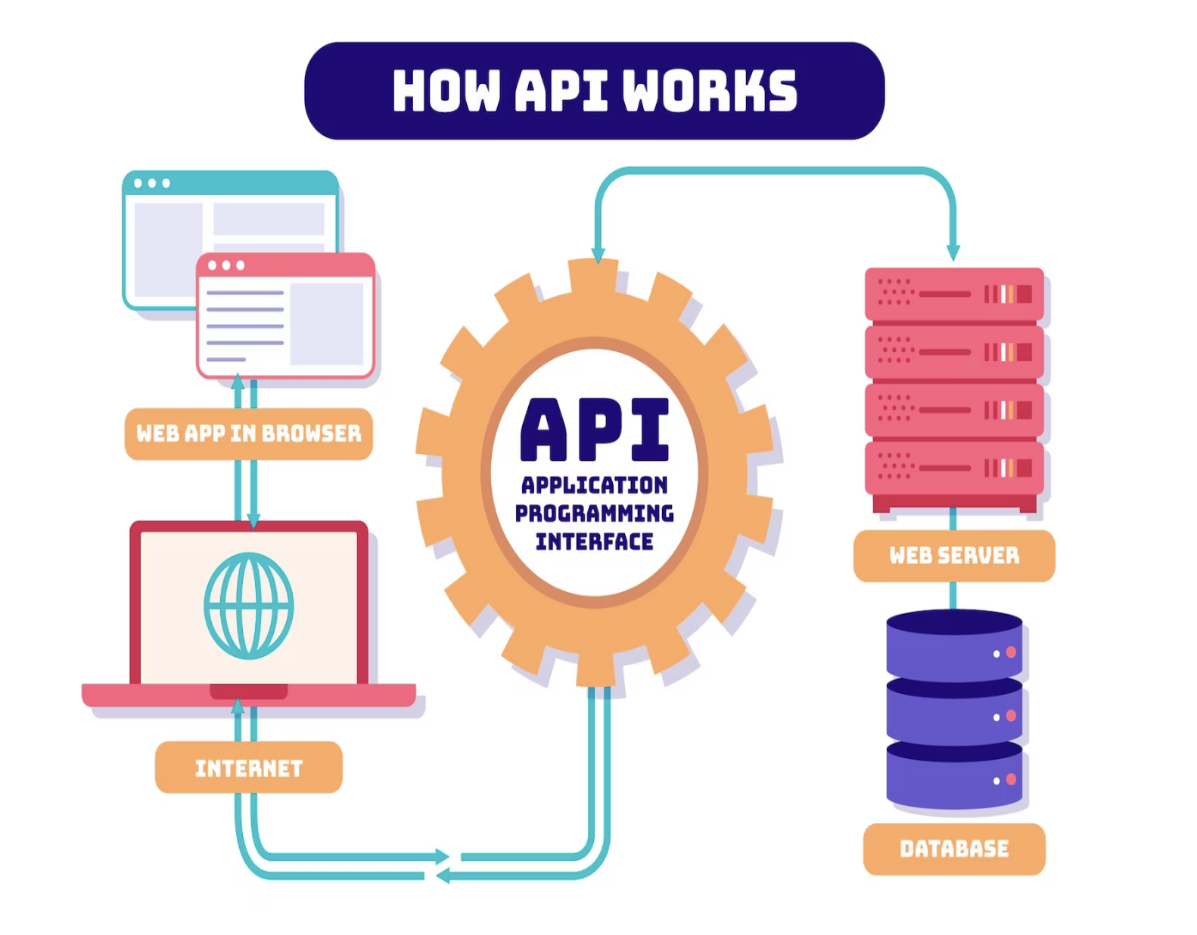 HOW API WORKS
WEB APP IN BROWSER
API
APPLICATION
PROGRAMMING
INTERFACE
WEB SERVER
INTERNET
DATABASE